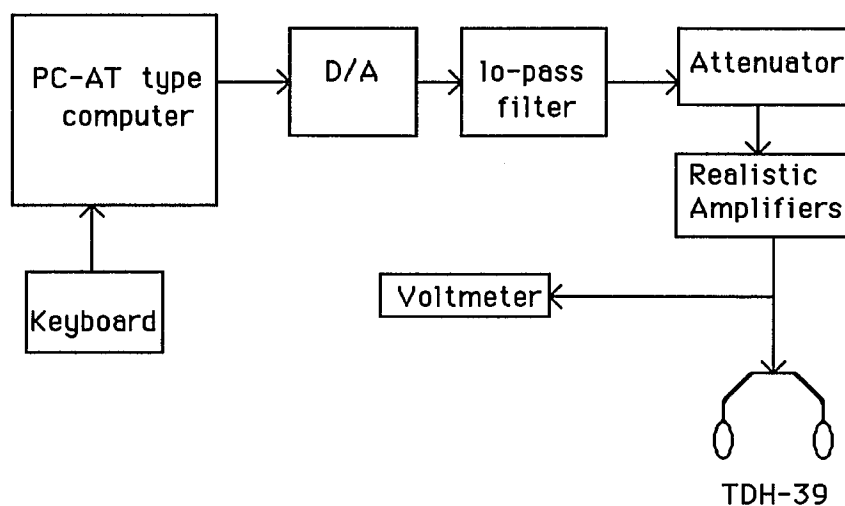 PC-AT type
computer
D/A
lo-pass
filter
Attenuator
Realistic
Amplifiers
Keyboard
Voltmeter
TDH-39